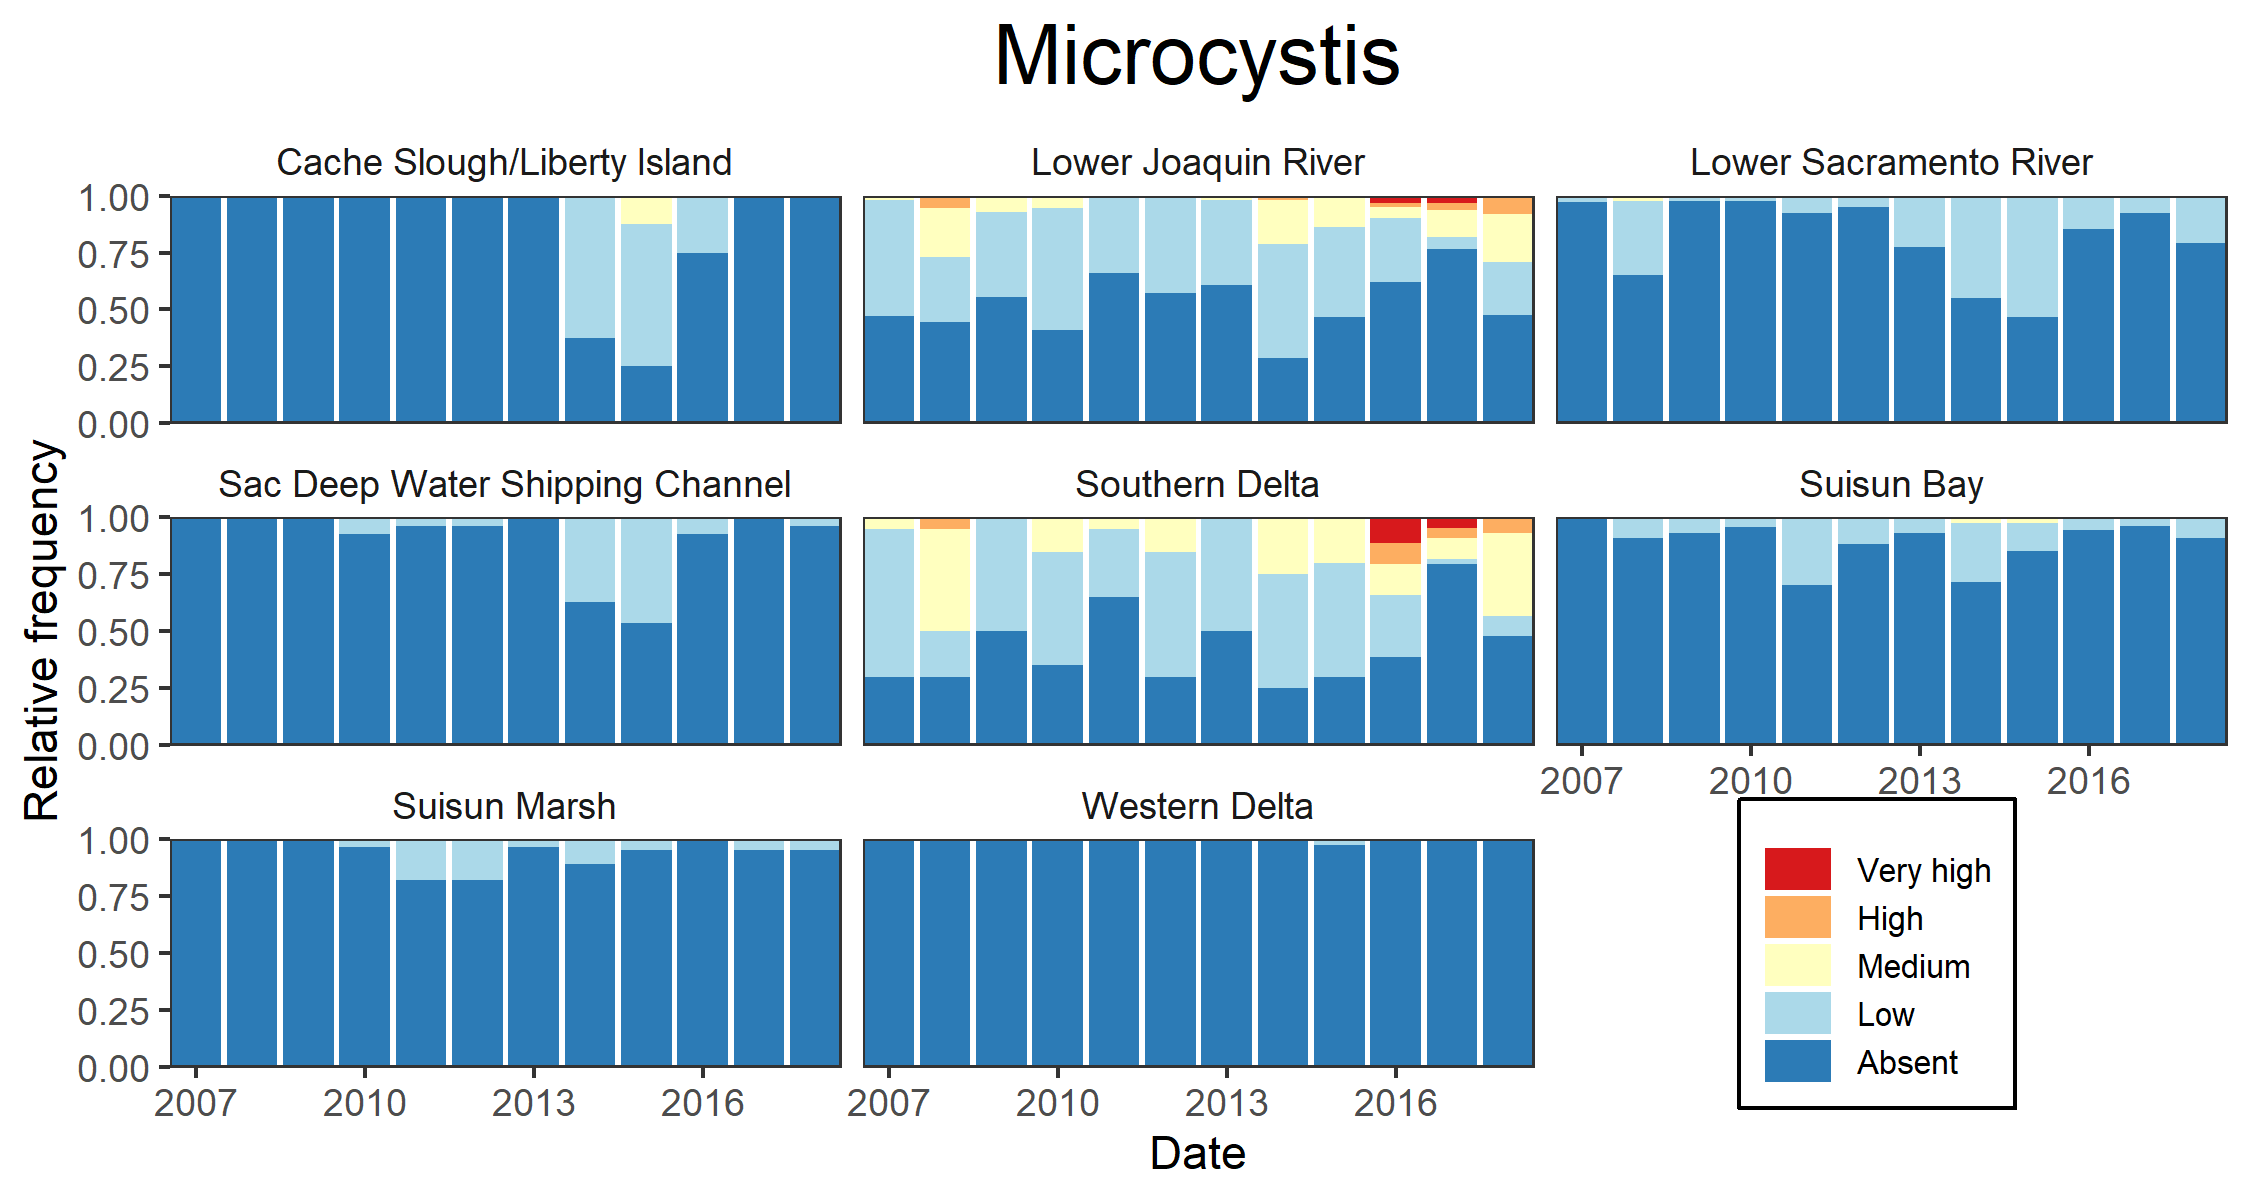 Microcystis
Cache Slough/Liberty Island
Lower Joaquin River
Lower Sacramento River
1.00
0.75
0.50
0.25
0.00
Sac Deep Water Shipping Channel
Southern Delta
Suisun Bay
1.00
0.75
0.50
0.25
0.00
2007 2010 2013 2016
Relative frequency
Suisun Marsh
Western Delta
1.00
0.75
0.50
0.25
0.00
2007 2010 2013 2016
2007 2010 2013 2016
Very high
High
Medium
Low
Absent
Date